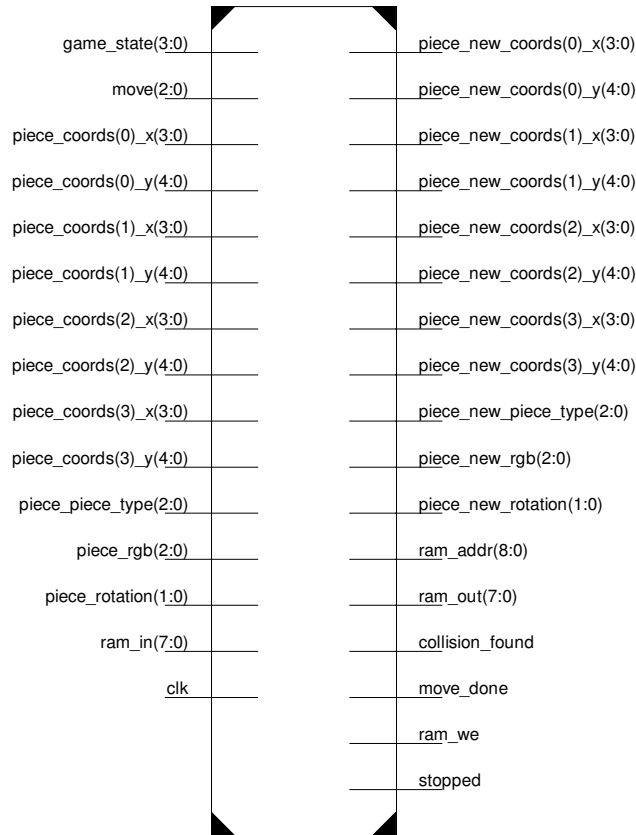 game_state(3:0)
move(2:0)
piece_coords(0)_x(3:0)
piece_coords(0)_y(4:0)
piece_coords(1)_x(3:0)
piece_coords(1)_y(4:0)
piece_coords(2)_x(3:0)
piece_coords(2)_y(4:0)
piece_coords(3)_x(3:0)
piece_coords(3)_y(4:0)
piece_piece_type(2:0)
piece_rgb(2:0)
piece_rotation(1:0)
ram_in(7:0)
clk
piece_new_coords(0)_x(3:0)
piece_new_coords(0)_y(4:0)
piece_new_coords(1)_x(3:0)
piece_new_coords(1)_y(4:0)
piece_new_coords(2)_x(3:0)
piece_new_coords(2)_y(4:0)
piece_new_coords(3)_x(3:0)
piece_new_coords(3)_y(4:0)
piece_new_piece_type(2:0)
piece_new_rgb(2:0)
piece_new_rotation(1:0)
ram_addr(8:0)
ram_out(7:0)
collision_found
move_done
ram_we
stopped